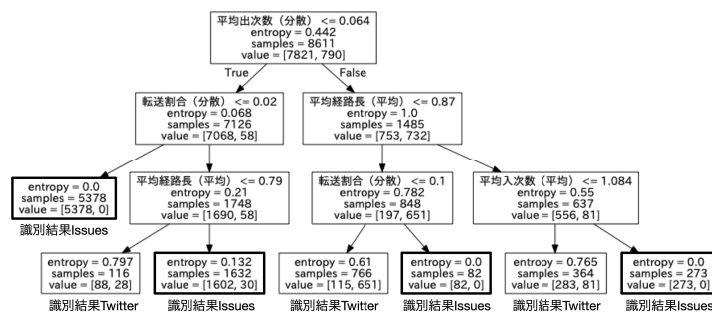 平均出次数（分散）<= 0.064
entropy = 0.442
samples = 8611
value = [7821, 790]
True
False
転送割合（分散）<= 0.02
entropy = 0.068
samples = 7126
value = [7068, 58]
平均経路長（平均）<= 0.87
entropy = 1.0
samples = 1485
value = [753, 732]
entropy = 0.0
samples = 5378
value = [5378, 0]
識別結果Issues
平均経路長（平均）<= 0.79
entropy = 0.21
samples = 1748
value = [1690, 58]
転送割合（分散）<= 0.1
entropy = 0.782
samples = 848
value = [197, 651]
平均入次数（平均）<= 1.084
entropy = 0.55
samples = 637
value = [556, 81]
entropy = 0.797
samples = 116
value = [88, 28]
識別結果Twitter
entropy = 0.132
samples = 1632
value = [1602, 30]
識別結果Issues
entropy = 0.61
samples = 766
value = [115, 651]
識別結果Twitter
entropy = 0.0
samples = 82
value = [82, 0]
識別結果Issues
entropy = 0.765
samples = 364
value = [283, 81]
識別結果Twitter
entropy = 0.0
samples = 273
value = [273, 0]
識別結果Issues